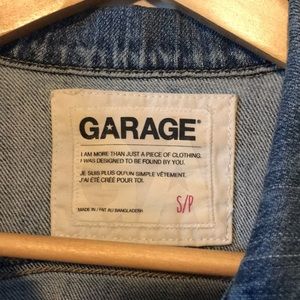 GARAGE®
I AM MORE THAN JUST A PIECE OF CLOTHING.
I WAS DESIGNED TO BE FOUND BY YOU.
JE SUIS PLUS QU'UN SIMPLE VÊTEMENT.
J'AI ÉTÉ CRÉÉ POUR TOI.
MADE IN / FAIT AU BANGLADESH
S/P